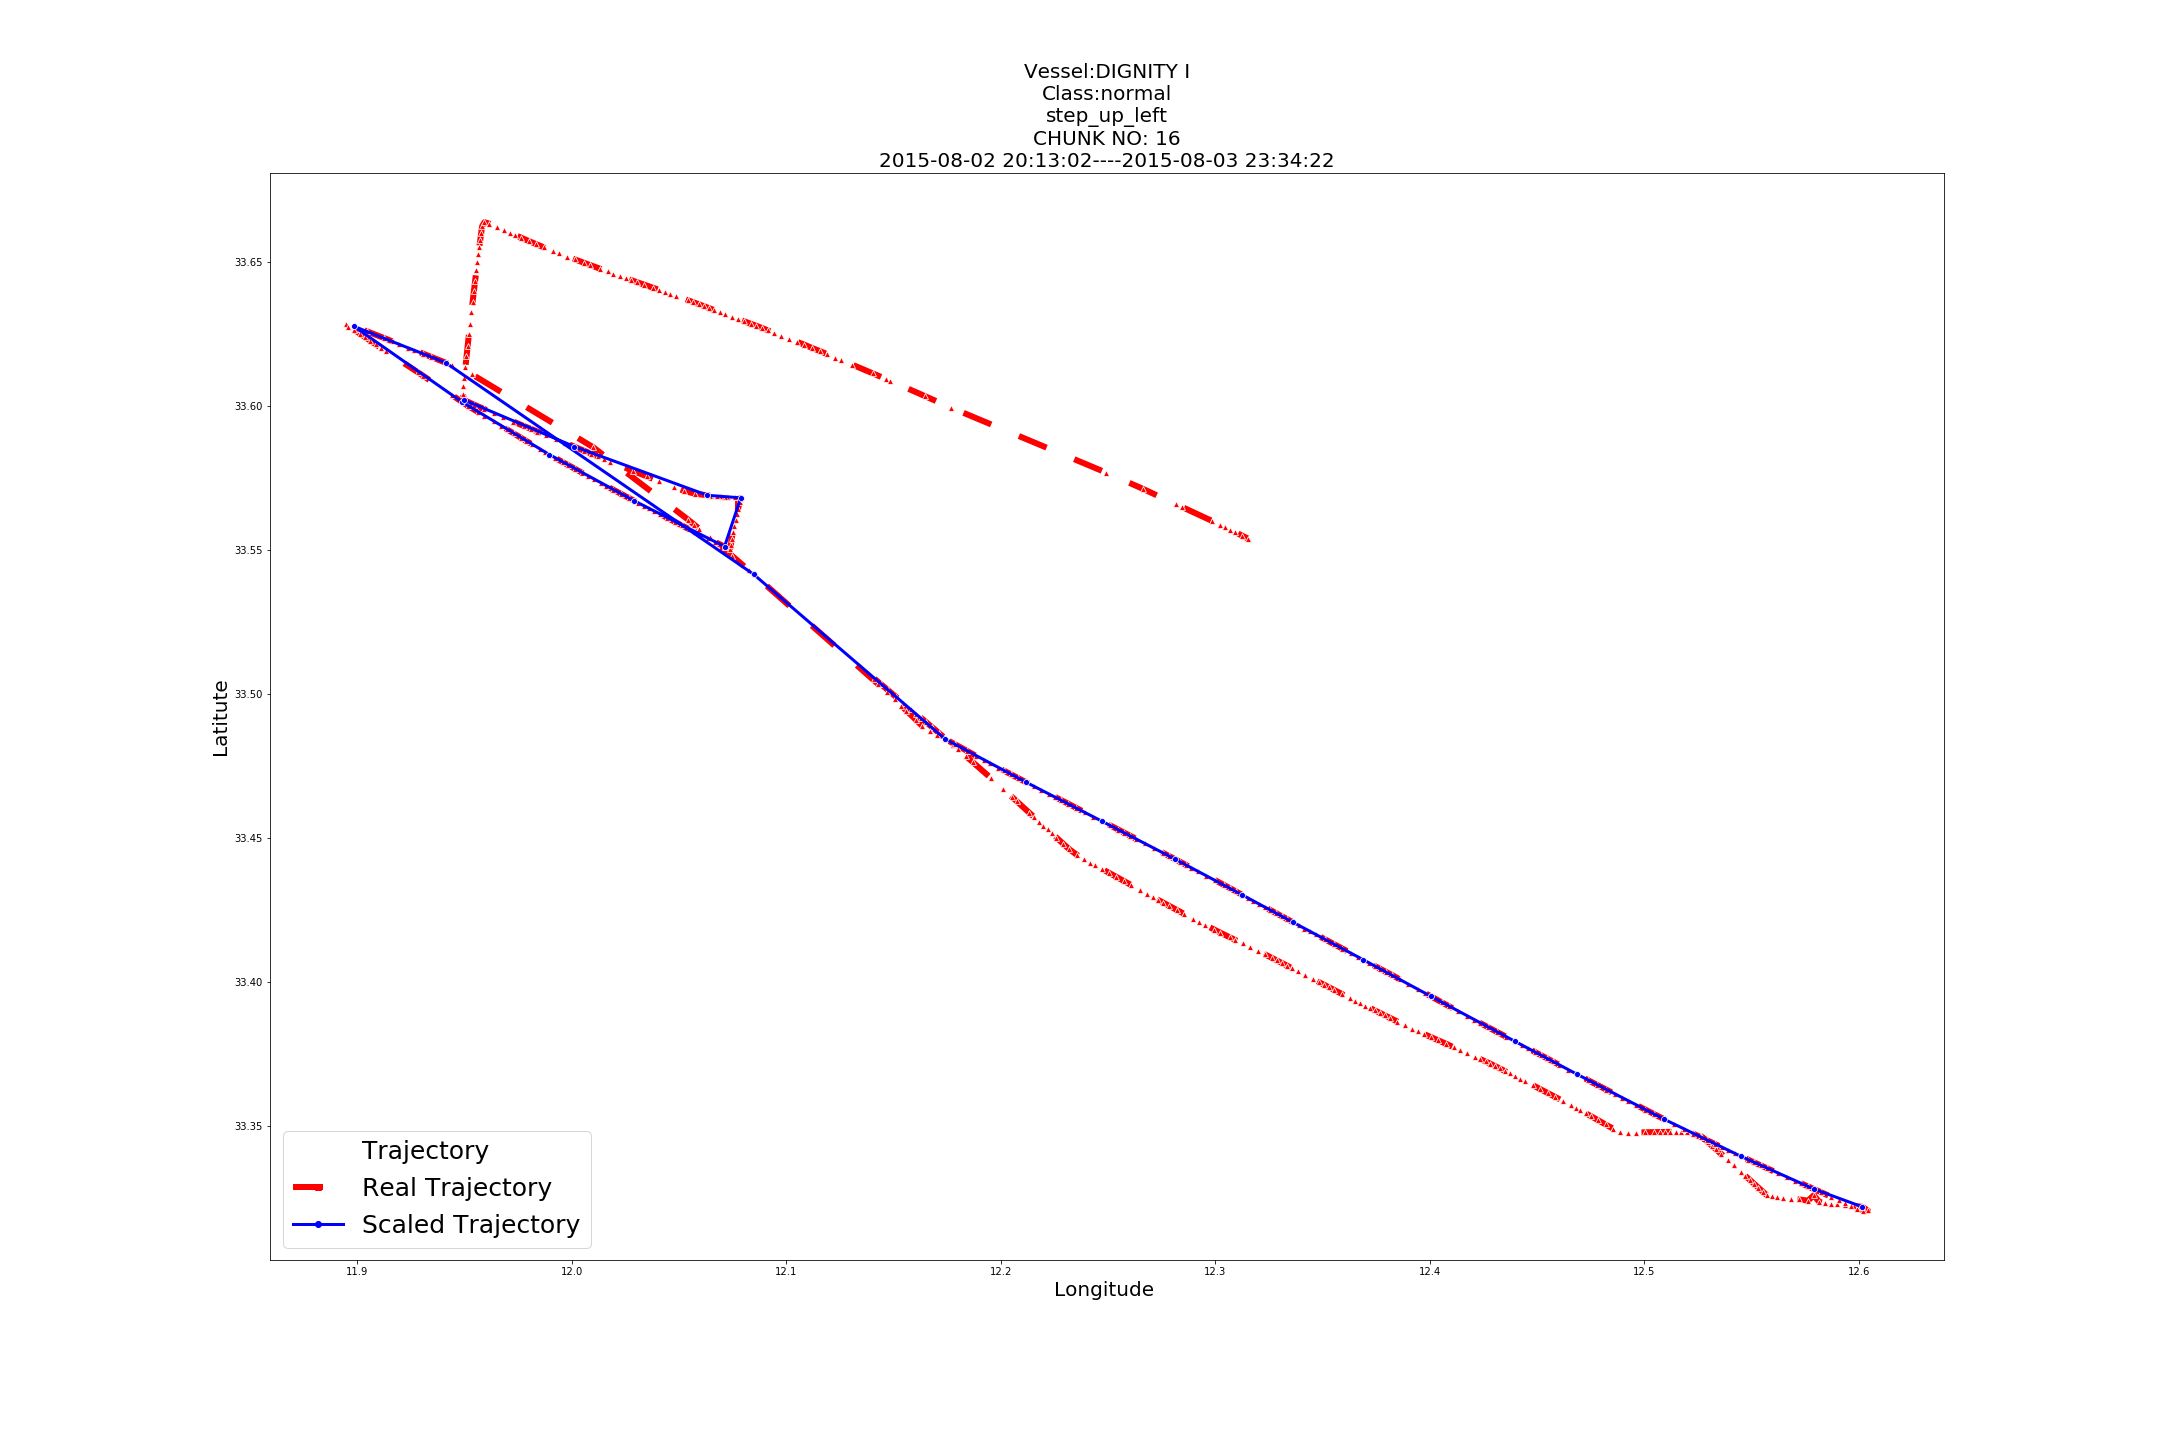 Vessel:DIGNITY I
Class:normal
step_up_left
CHUNK NO: 16
2015-08-02 20:13:02----2015-08-03 23:34:22
Latitute
33.65
33.60
33.55
33.50
33.45
33.40
33.35
Trajectory
Real Trajectory
Scaled Trajectory
11.9 12.0 12.1 12.2 12.3 12.4 12.5 12.6
Longitude